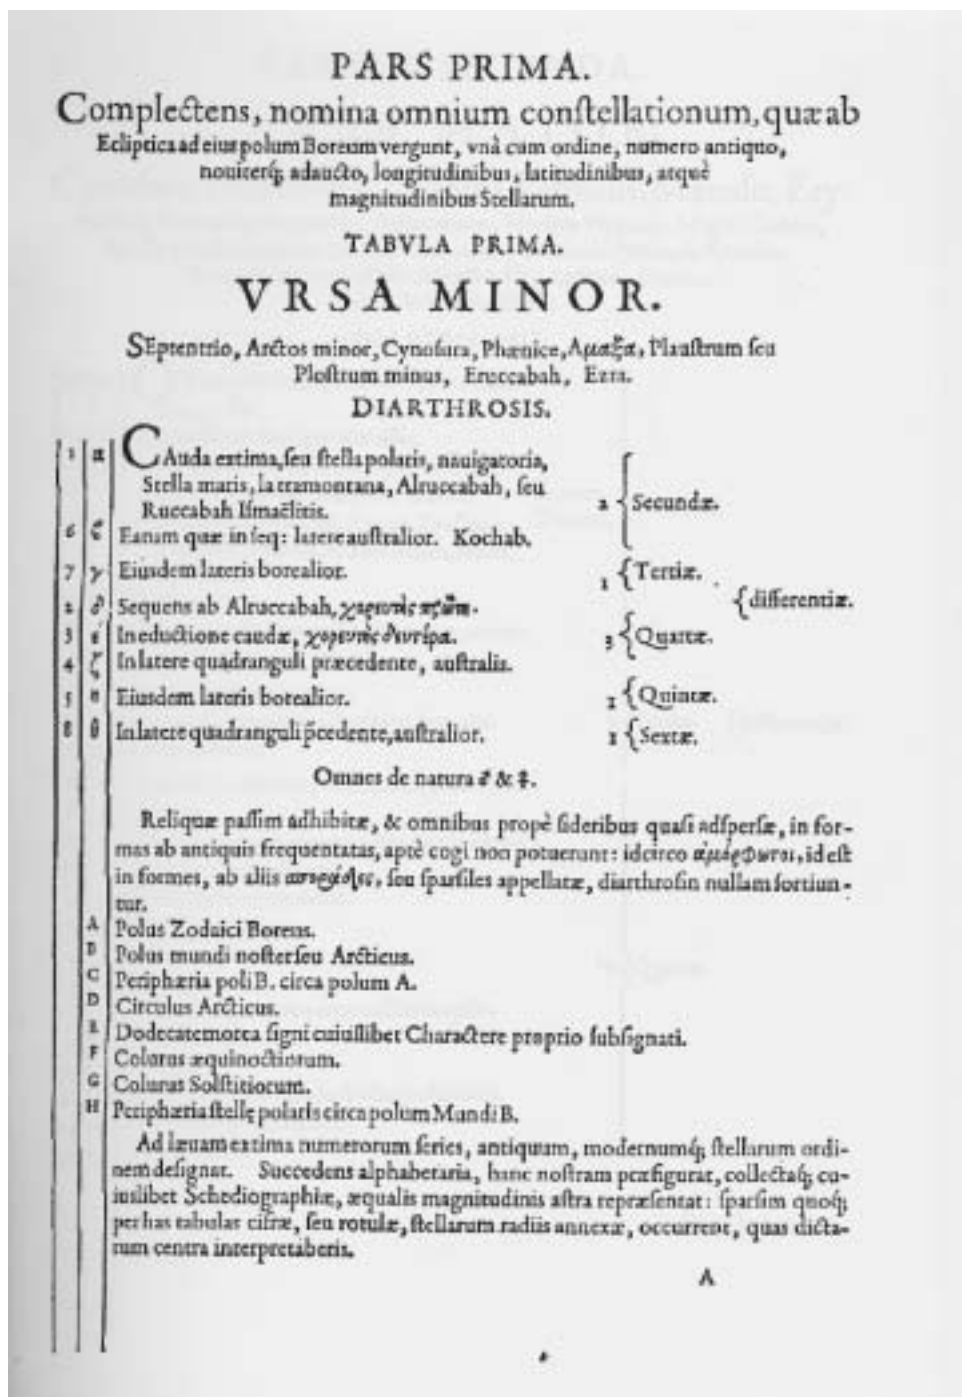 PARS PRIMA.
Complectens, nomina omnium conſtellationum, quæ ab
Ecliptica ad eius polum Boreum vergunt, vnà cum ordine, numero antiquo,
nouiterq́; adaucto, longitudinibus, latitudinibus, atquè
magnitudinibus Stellarum.
TABVLA PRIMA.
VRSA MINOR.
SEptentrio, Arctos minor, Cynoſura, Phœnice, Αμαξα, Plauſtrum ſeu
Ploſtrum minus, Eruccabah, Ezra.
DIARTHROSIS.
1 α CAuda extima, ſeu ſtella polaris, nauigatoria,
Stella maris, la tramontana, Alruccabah, ſeu
Ruccabah Iſmaëlitis.
2 { Secundæ.
6 Eanam quæ in ſeq: latere auſtralior. Kochab.
7 γ Eiuſdem lateris borealior.
1 { Tertiæ.
2 δ Sequens ab Alruccabah,
{ differentiæ.
3 ε In eductione caudæ,
3 { Quartæ.
4 ζ In latere quadranguli præcedente, auſtralis.
5 η Eiuſdem lateris borealior.
1 { Quintæ.
8 θ In latere quadranguli p̄cedente, auſtralior.
1 { Sextæ.
Omnes de natura ♂ & ☿.
Reliquæ paſſim adhibitæ, & omnibus propè ſideribus quaſi adſperſæ, in for-
mas ab antiquis frequentatas, aptè cogi non potuerunt: idcirco ἀμόρφωτοι, id eſt
in formes, ab aliis ſeu ſparſiles appellatæ, diarthroſin nullam ſortiun-
tur.
A Polus Zodaici Boreus.
B Polus mundi noſter ſeu Arcticus.
C Periphæria poli B. circa polum A.
D Circulus Arcticus.
E Dodecatemorea ſigni cuiuſlibet Charactere proprio ſubſignati.
F Colurus æquinoctiorum.
G Colurus Solſtitiorum.
H Periphæria ſtellę polaris circa polum Mundi B.
Ad læuam extima numerorum ſeries, antiquum, modernumq́; ſtellarum ordi-
nem deſignat. Succedens alphabetaria, hanc noſtram præfigurat, collectaq́; cu-
iuslibet Schediographiæ, æqualis magnitudinis aſtra repræſentat: ſparſim quoq́;
per has tabulas cifræ, ſeu rotulæ, ſtellarum radiis annexæ, occurrent, quas dicta-
rum centra interpretaberis.
A